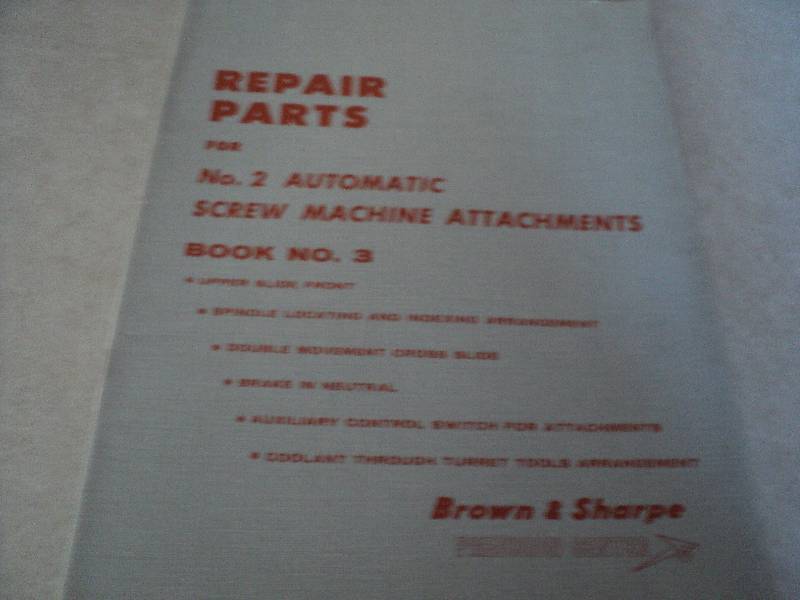 REPAIR
PARTS
FOR
No. 2 AUTOMATIC
SCREW MACHINE ATTACHMENTS
BOOK NO. 3
• UPPER SLIDE FRONT
• SPINDLE LOCATING AND INDEXING ARRANGEMENT
• DOUBLE MOVEMENT CROSS SLIDE
• BRAKE IN NEUTRAL
• AUXILIARY CONTROL SWITCH FOR ATTACHMENTS
• COOLANT THROUGH TURRET TOOLS ARRANGEMENT
Brown & Sharpe
PRECISION CENTER